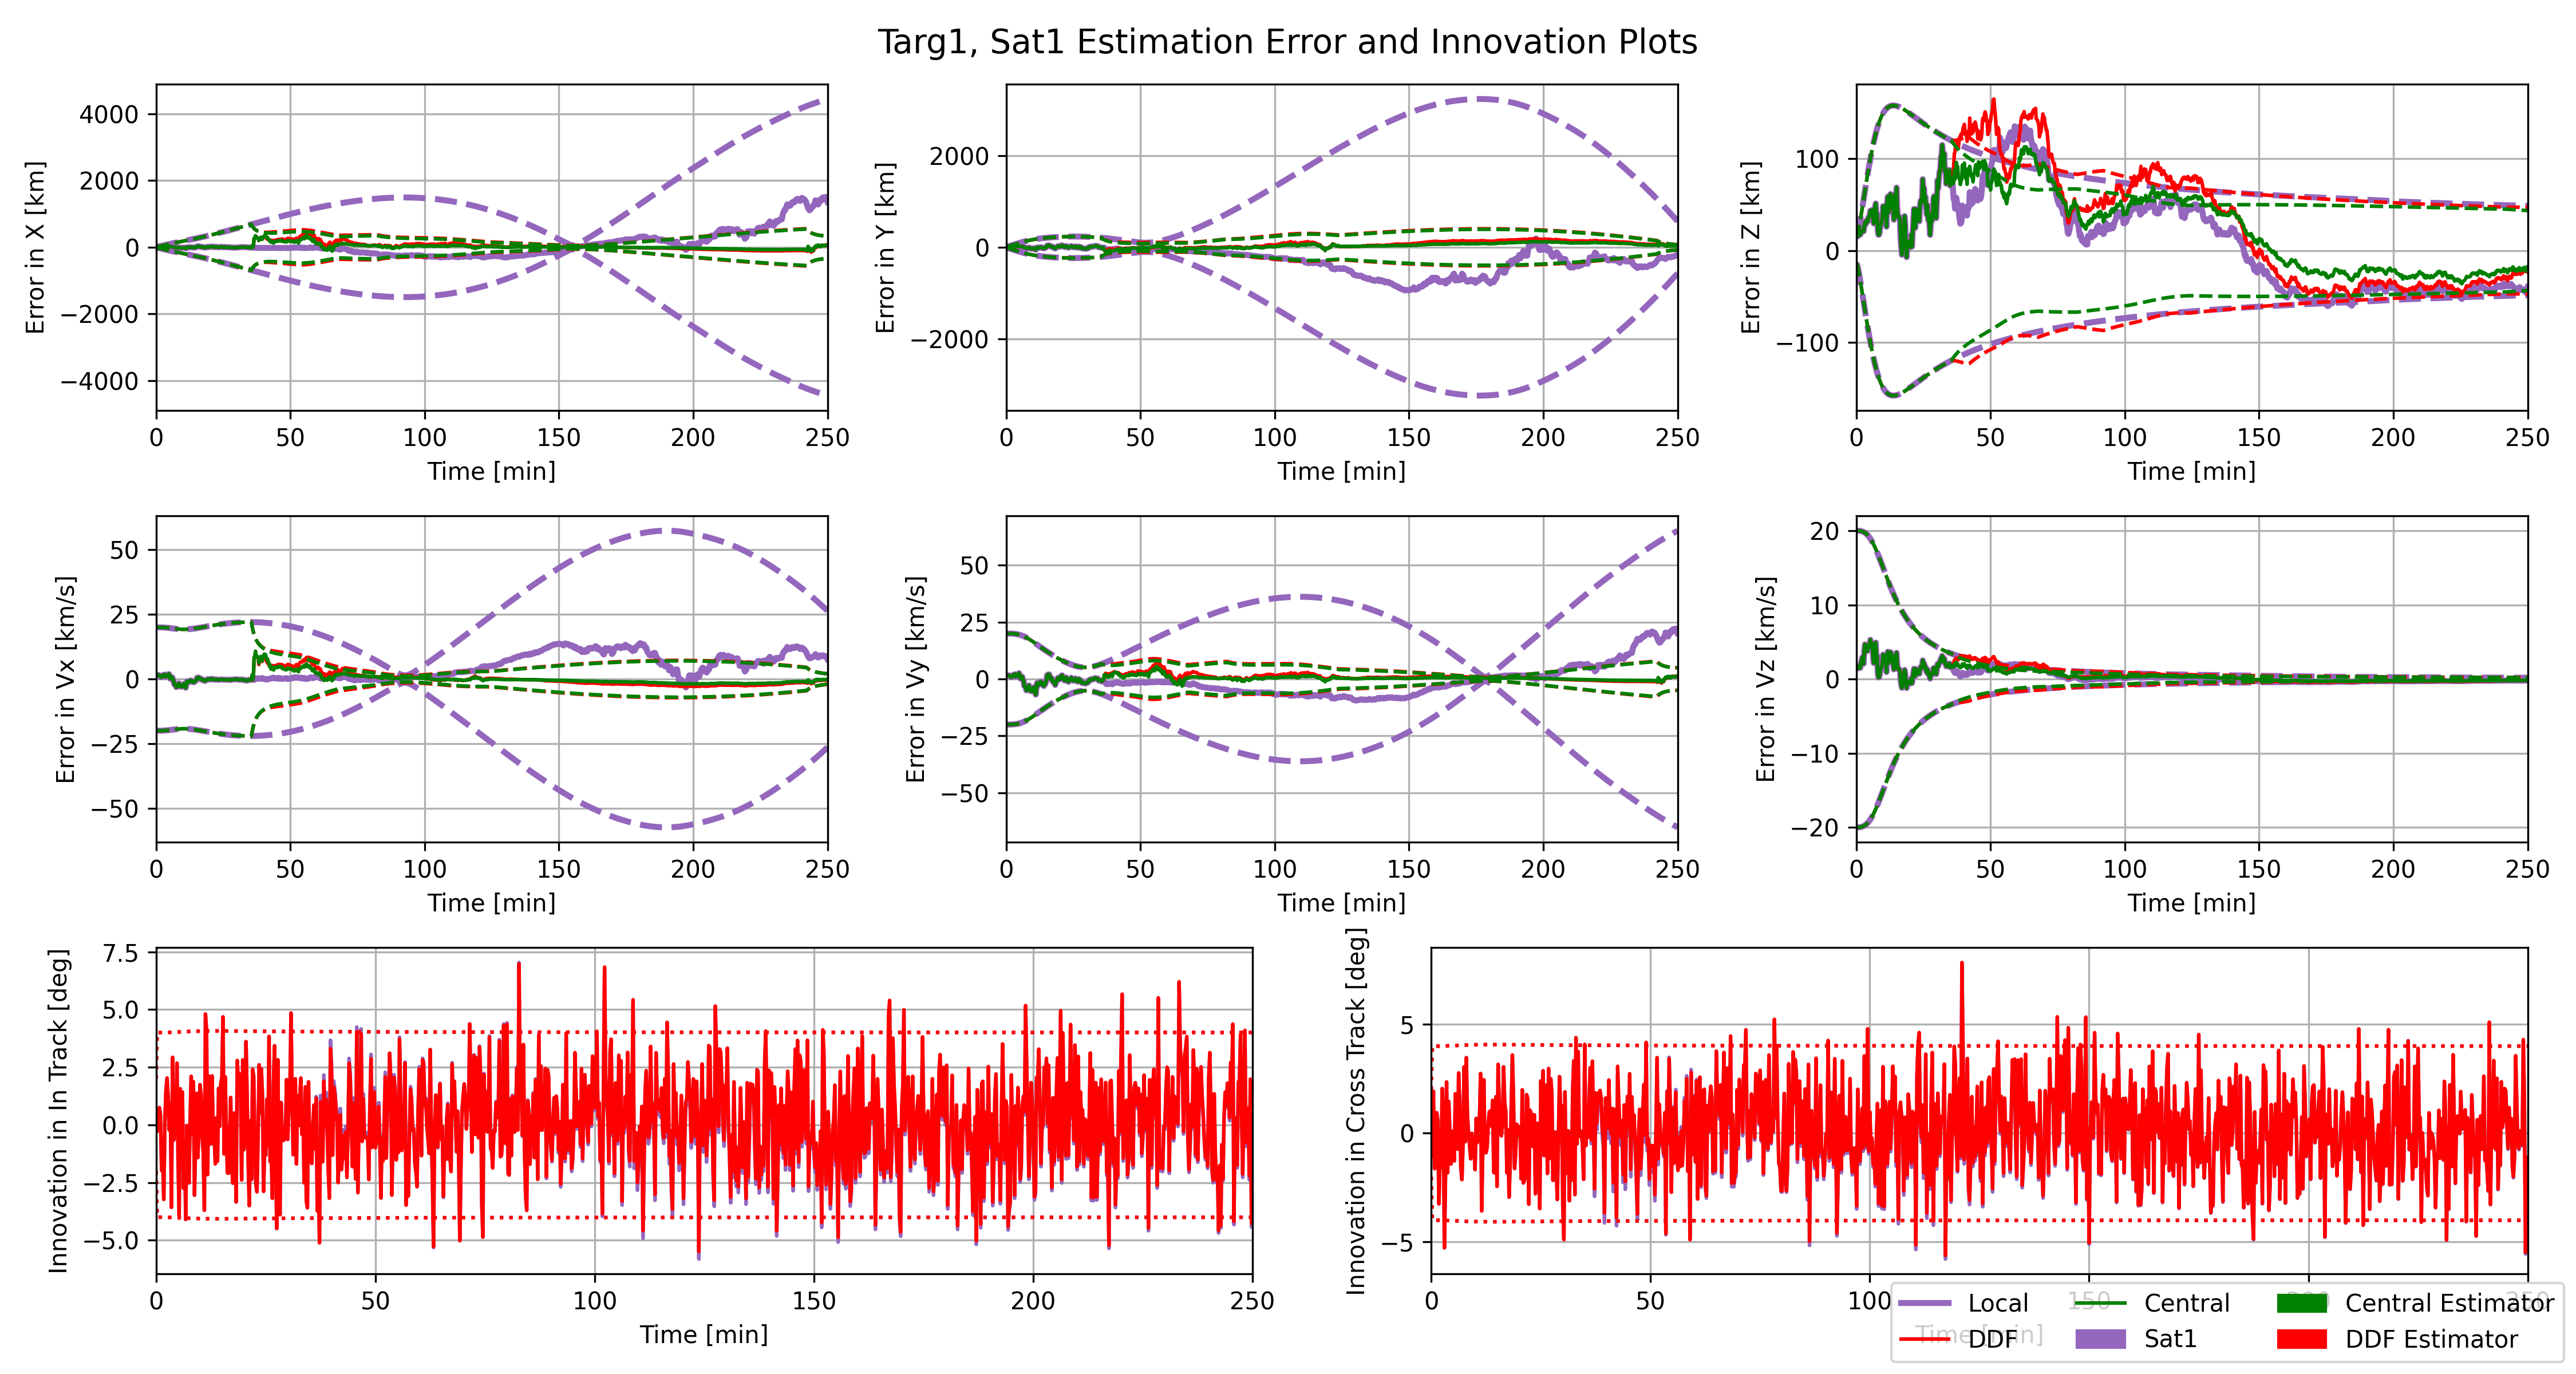 Targ1, Sat1 Estimation Error and Innovation Plots
Error in X [km]
4000
2000
0
−2000
−4000
0 50 100 150 200 250
Time [min]
Error in Y [km]
2000
0
−2000
0 50 100 150 200 250
Time [min]
Error in Z [km]
100
0
−100
0 50 100 150 200 250
Time [min]
Error in Vx [km/s]
50
25
0
−25
−50
0 50 100 150 200 250
Time [min]
Error in Vy [km/s]
50
25
0
−25
−50
0 50 100 150 200 250
Time [min]
Error in Vz [km/s]
20
10
0
−10
−20
0 50 100 150 200 250
Time [min]
Innovation in In Track [deg]
7.5
5.0
2.5
0.0
−2.5
−5.0
0 50 100 150 200 250
Time [min]
Innovation in Cross Track [deg]
5
0
−5
0 50 100 150 200 250
Time [min]
Local Central Central Estimator
DDF Sat1 DDF Estimator